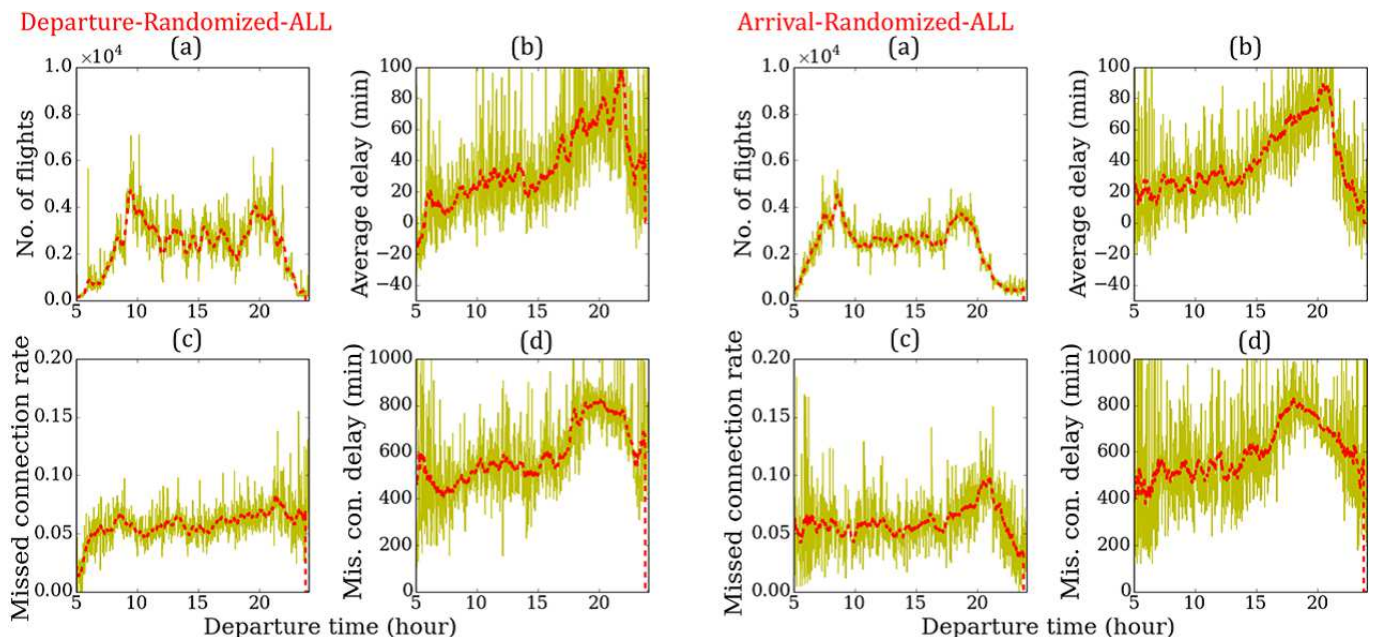 Departure-Randomized-ALL
(a)
×10⁴
No. of flights
1.0
0.8
0.6
0.4
0.2
0.0
5 10 15 20
(b)
Average delay (min)
100
80
60
40
20
0
−20
−40
5 10 15 20
(c)
Missed connection rate
0.20
0.15
0.10
0.05
0.00
5 10 15 20
(d)
Mis. con. delay (min)
1000
800
600
400
200
0
5 10 15 20
Departure time (hour)
Arrival-Randomized-ALL
(a)
×10⁴
No. of flights
1.0
0.8
0.6
0.4
0.2
0.0
5 10 15 20
(b)
Average delay (min)
100
80
60
40
20
0
−20
−40
5 10 15 20
(c)
Missed connection rate
0.20
0.15
0.10
0.05
0.00
5 10 15 20
(d)
Mis. con. delay (min)
1000
800
600
400
200
0
5 10 15 20
Departure time (hour)